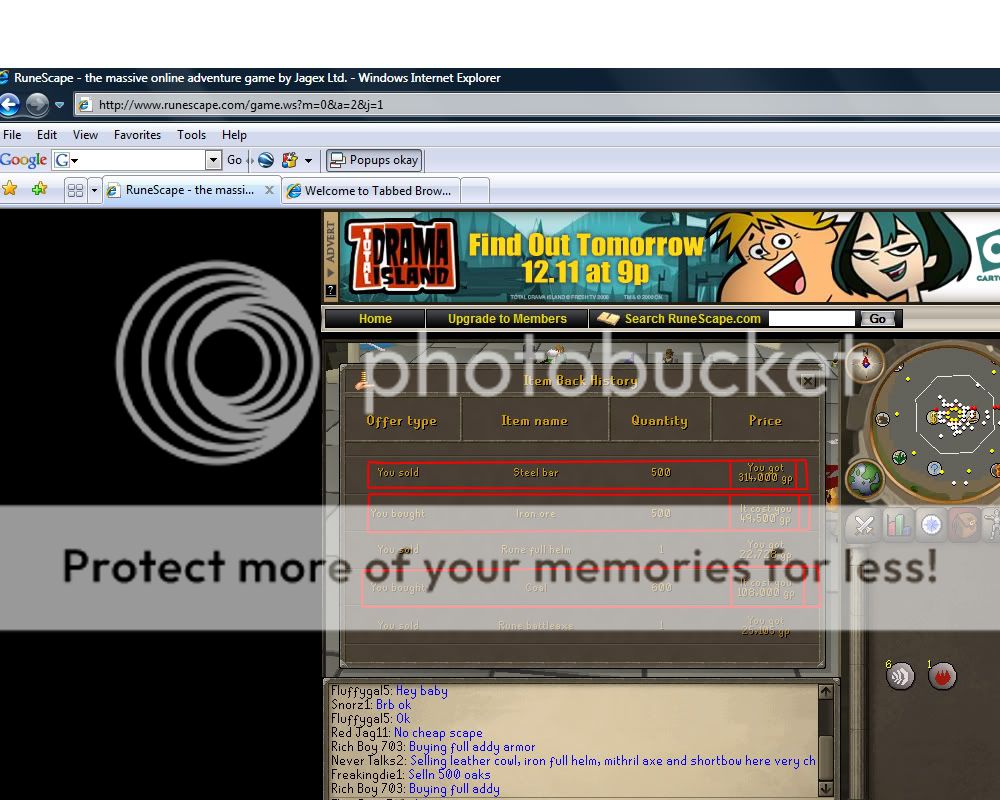 RuneScape - the massive online adventure game by Jagex Ltd. - Windows Internet Explorer
http://www.runescape.com/game.ws?m=0&a=2&j=1
File Edit View Favorites Tools Help
Google G Go Popups okay
RuneScape - the massi... Welcome to Tabbed Brow...
ADVERT
?
TOTAL
DRAMA
ISLAND
Find Out Tomorrow
12.11 at 9p
TOTAL DRAMA ISLAND © FRESH TV 2008
CART
Home Upgrade to Members Search RuneScape.com Go
photobucket
Item Back History
Offer type Item name Quantity Price
You sold Steel bar 500 You got
314,000 gp
You bought Iron ore 500 It cost you
49,500 gp
You sold Rune full helm 1 You got
22,728 gp
Protect more of your memories for less!
You bought Coal 600 It cost you
108,000 gp
You sold Rune battleaxe 1 You got
25,105 gp
6 1
Fluffygal5: Hey baby
Snorz1: Brb ok
Fluffygal5: Ok
Red Jag11: No cheap scape
Rich Boy 703: Buying full addy armor
Never Talks2: Selling leather cowl, iron full helm, mithril axe and shortbow here very ch
Freakingdie1: Selln 500 oaks
Rich Boy 703: Buying full addy